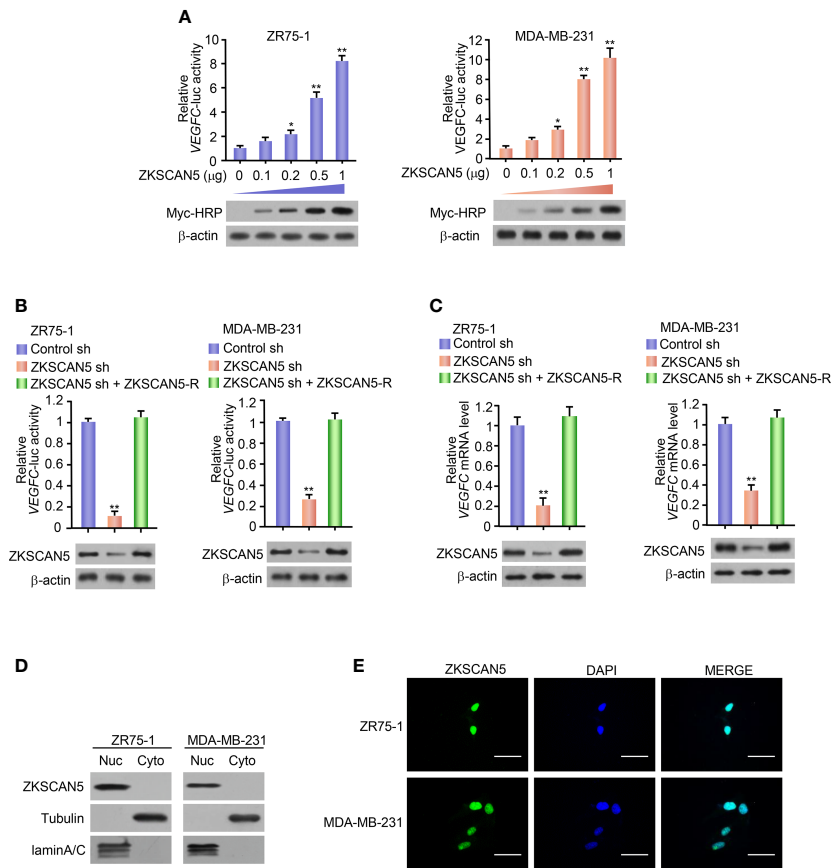 A
ZR75-1
Relative
VEGFC-luc activity
10
8
6
4
2
0
*
**
**
ZKSCAN5 (μg)
0 0.1 0.2 0.5 1
Myc-HRP
β-actin
MDA-MB-231
Relative
VEGFC-luc activity
12
10
8
6
4
2
0
*
**
**
ZKSCAN5 (μg)
0 0.1 0.2 0.5 1
Myc-HRP
β-actin
B
ZR75-1
Control sh
ZKSCAN5 sh
ZKSCAN5 sh + ZKSCAN5-R
Relative
VEGFC-luc activity
1.2
1
0.8
0.6
0.4
0.2
0
**
ZKSCAN5
β-actin
MDA-MB-231
Control sh
ZKSCAN5 sh
ZKSCAN5 sh + ZKSCAN5-R
Relative
VEGFC-luc activity
1.2
1
0.8
0.6
0.4
0.2
0
**
ZKSCAN5
β-actin
C
ZR75-1
Control sh
ZKSCAN5 sh
ZKSCAN5 sh + ZKSCAN5-R
Relative
VEGFC mRNA level
1.2
1
0.8
0.6
0.4
0.2
0
**
ZKSCAN5
β-actin
MDA-MB-231
Control sh
ZKSCAN5 sh
ZKSCAN5 sh + ZKSCAN5-R
Relative
VEGFC mRNA level
1.2
1
0.8
0.6
0.4
0.2
0
**
ZKSCAN5
β-actin
D
ZR75-1 MDA-MB-231
Nuc Cyto Nuc Cyto
ZKSCAN5
Tubulin
laminA/C
E
ZKSCAN5 DAPI MERGE
ZR75-1
MDA-MB-231